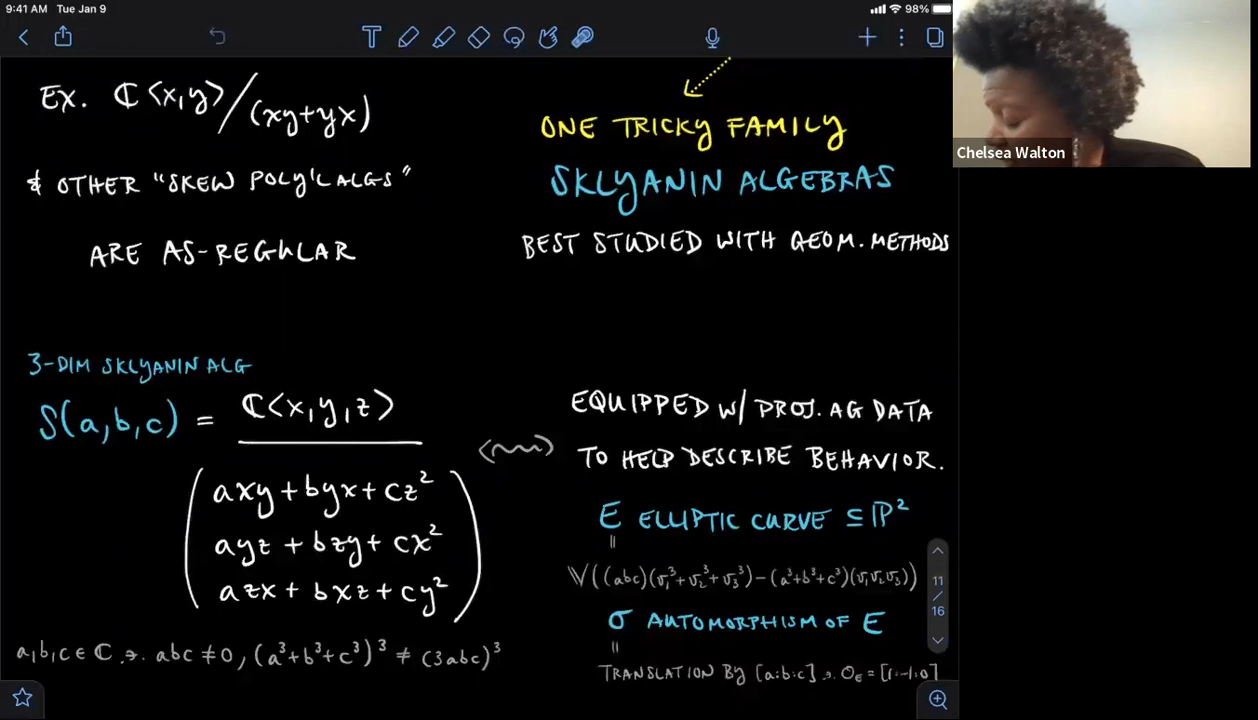 9:41 AM Tue Jan 9
98%
Ex. ℂ<x,y>/(xy+yx)
& OTHER "SKEW POLY'L ALGS"
ARE AS-REGULAR
ONE TRICKY FAMILY
SKLYANIN ALGEBRAS
BEST STUDIED WITH GEOM. METHODS
Chelsea Walton
3-DIM SKLYANIN ALG
S(a,b,c) = ℂ<x,y,z>
axy+byx+cz²
ayz+bzy+cx²
azx+bxz+cy²
a,b,c ∈ ℂ ∋. abc ≠ 0, (a³+b³+c³)³ ≠ (3abc)³
EQUIPPED W/ PROJ. AG DATA
TO HELP DESCRIBE BEHAVIOR.
E ELLIPTIC CURVE ⊆ ℙ²
=
𝕍((abc)(v₁³+v₂³+v₃³)-(a³+b³+c³)(v₁v₂v₃))
σ AUTOMORPHISM OF E
=
TRANSLATION BY [a:b:c] ∋. O_E = [1:-1:0]
11
/
16